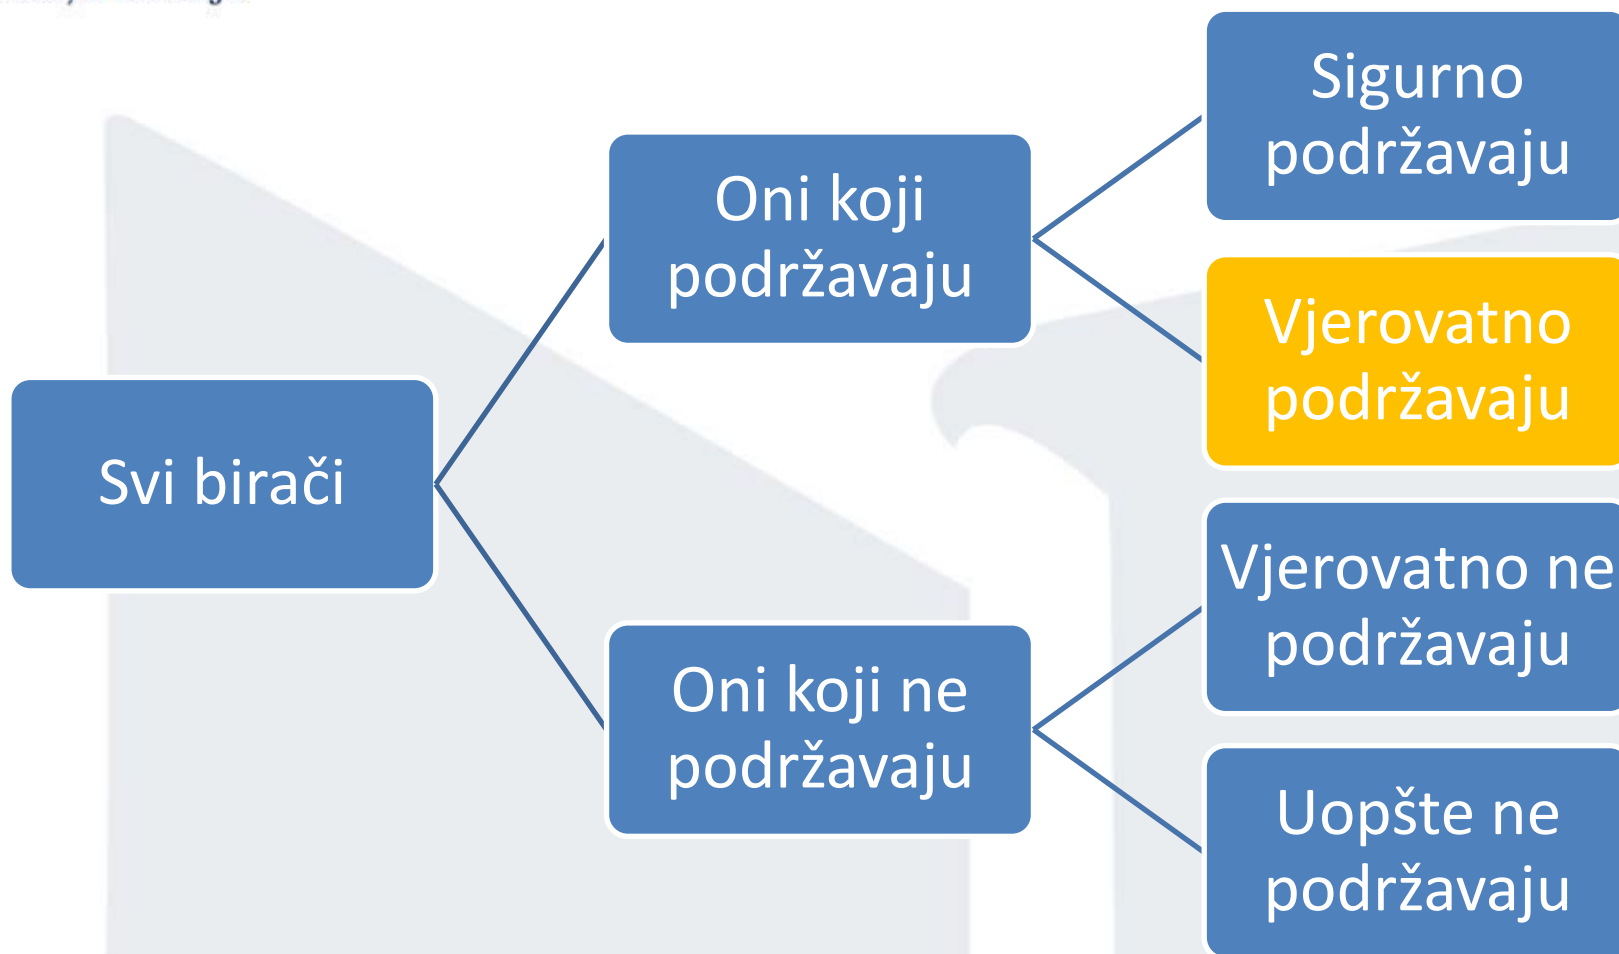 Svi birači
Oni koji
podržavaju
Oni koji ne
podržavaju
Sigurno
podržavaju
Vjerovatno
podržavaju
Vjerovatno ne
podržavaju
Uopšte ne
podržavaju